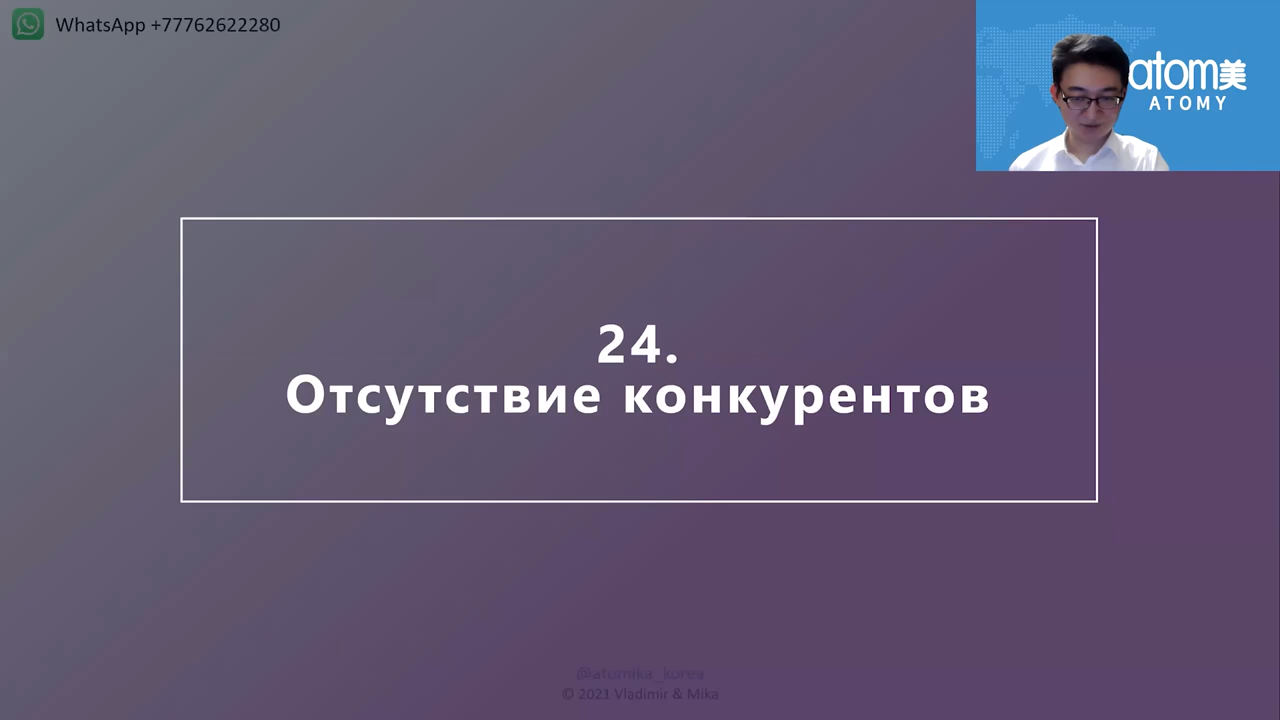 WhatsApp +77762622280
atom美
ATOMY
24.
Отсутствие конкурентов
@atomika_korea
© 2021 Vladimir & Mika